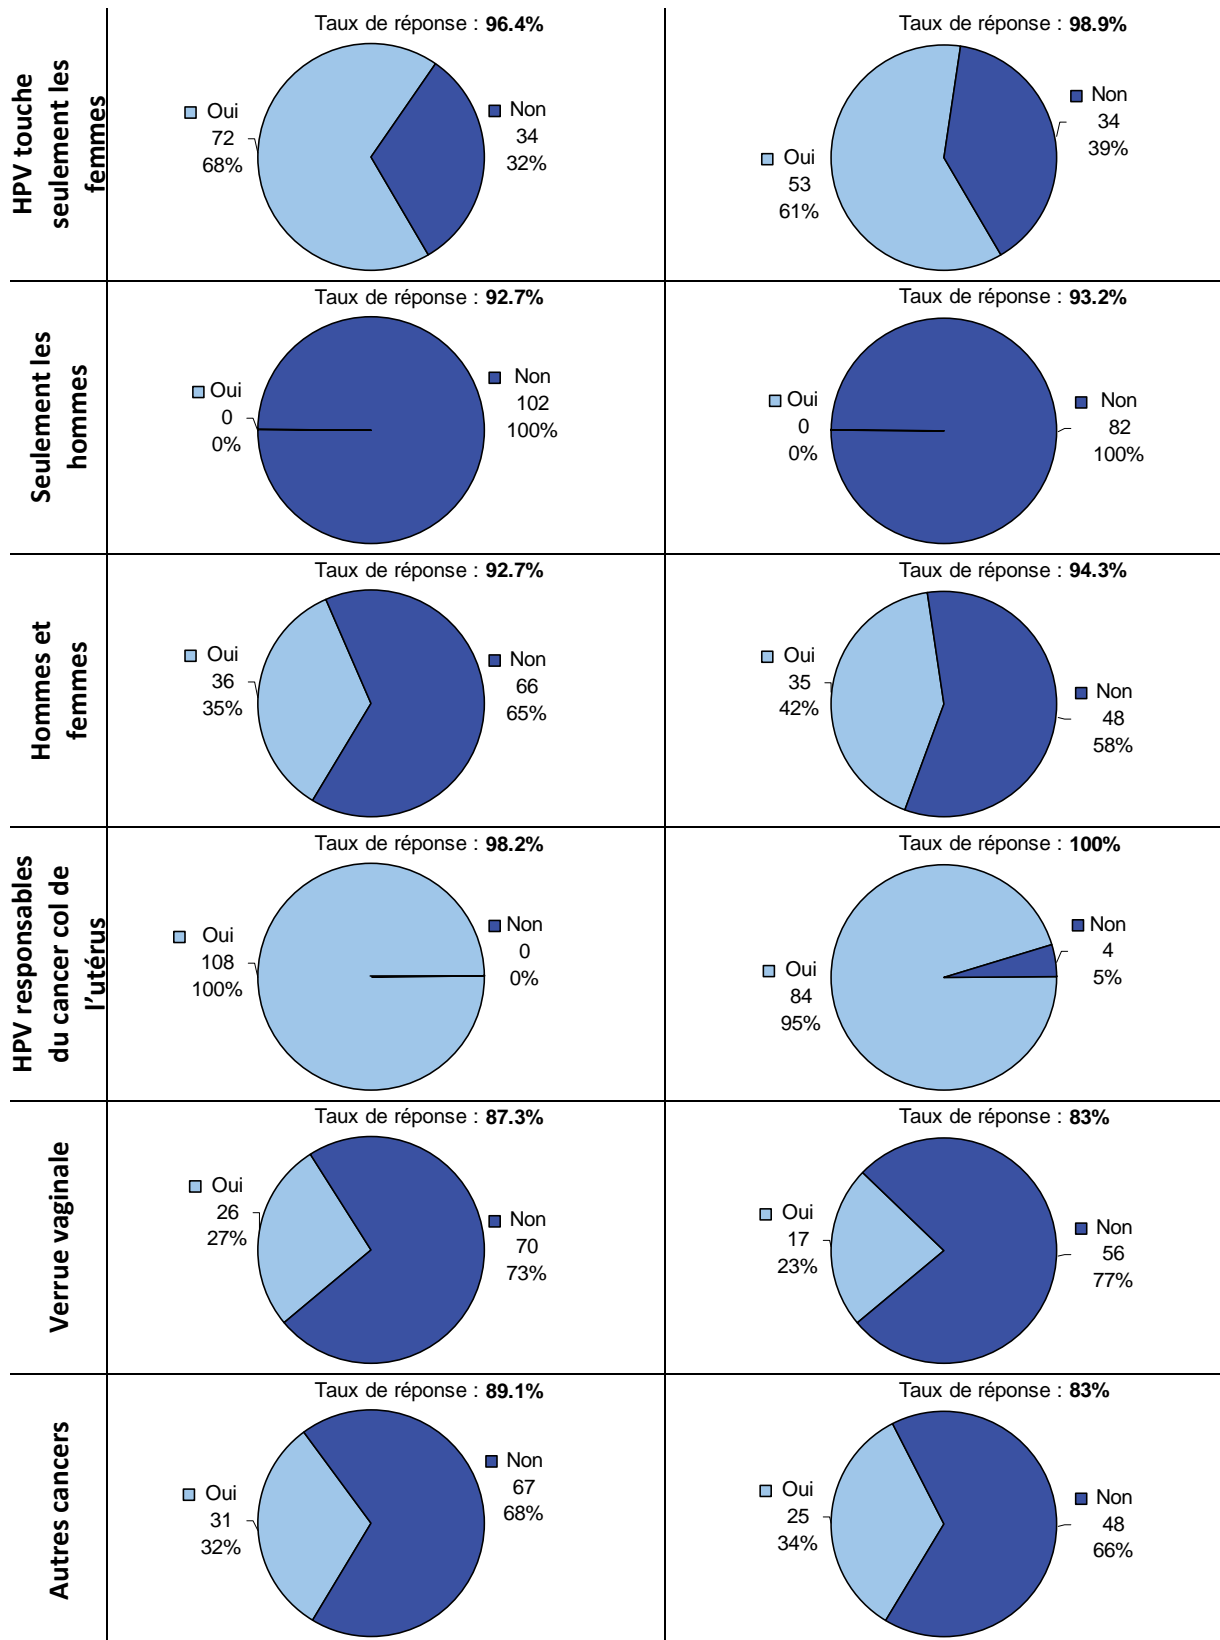 HPV touche
seulement les
femmes
Taux de réponse : 96.4%
Oui
72
68%
Non
34
32%
Taux de réponse : 98.9%
Oui
53
61%
Non
34
39%
Seulement les
hommes
Taux de réponse : 92.7%
Oui
0
0%
Non
102
100%
Taux de réponse : 93.2%
Oui
0
0%
Non
82
100%
Hommes et
femmes
Taux de réponse : 92.7%
Oui
36
35%
Non
66
65%
Taux de réponse : 94.3%
Oui
35
42%
Non
48
58%
HPV responsables
du cancer col de
l'utérus
Taux de réponse : 98.2%
Oui
108
100%
Non
0
0%
Taux de réponse : 100%
Oui
84
95%
Non
4
5%
Verrue vaginale
Taux de réponse : 87.3%
Oui
26
27%
Non
70
73%
Taux de réponse : 83%
Oui
17
23%
Non
56
77%
Autres cancers
Taux de réponse : 89.1%
Oui
31
32%
Non
67
68%
Taux de réponse : 83%
Oui
25
34%
Non
48
66%